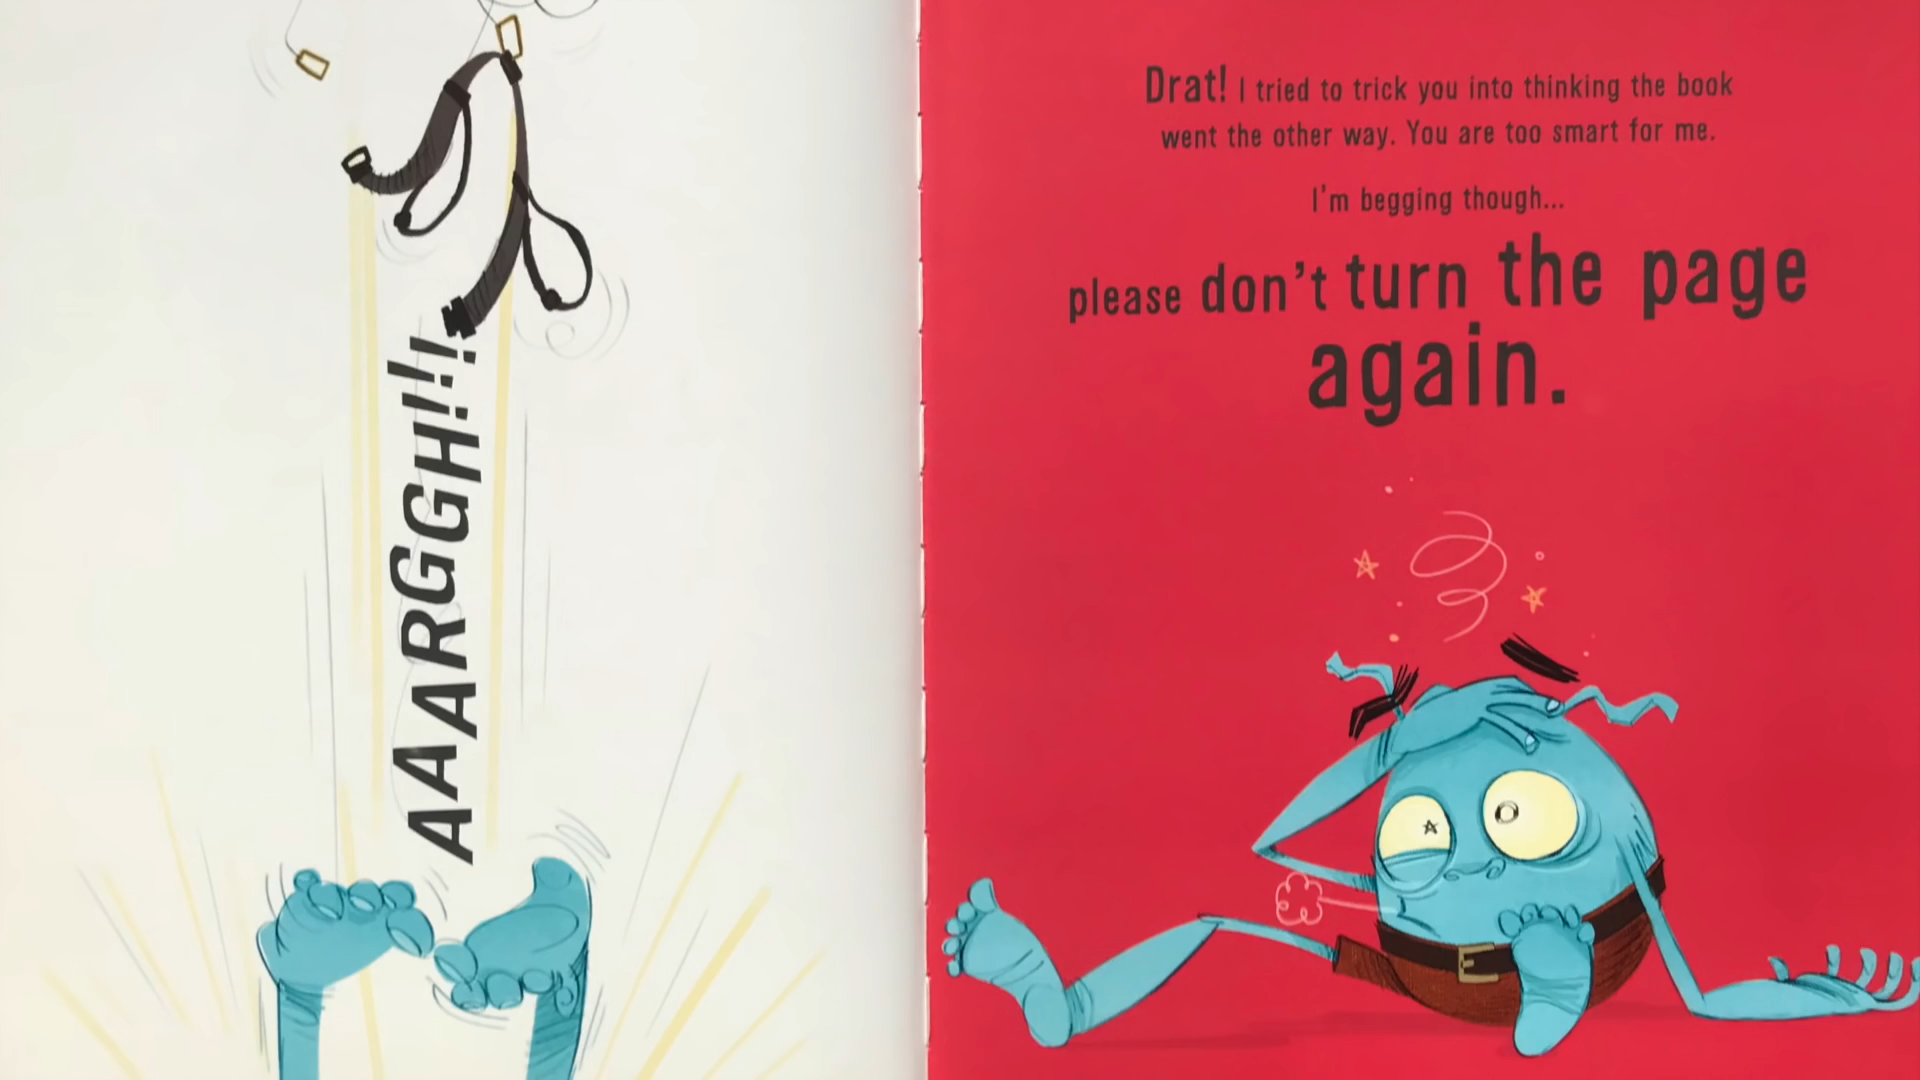 AAARGGH!!!
Drat! I tried to trick you into thinking the book
went the other way. You are too smart for me.
I'm begging though...
please don't turn the page
again.